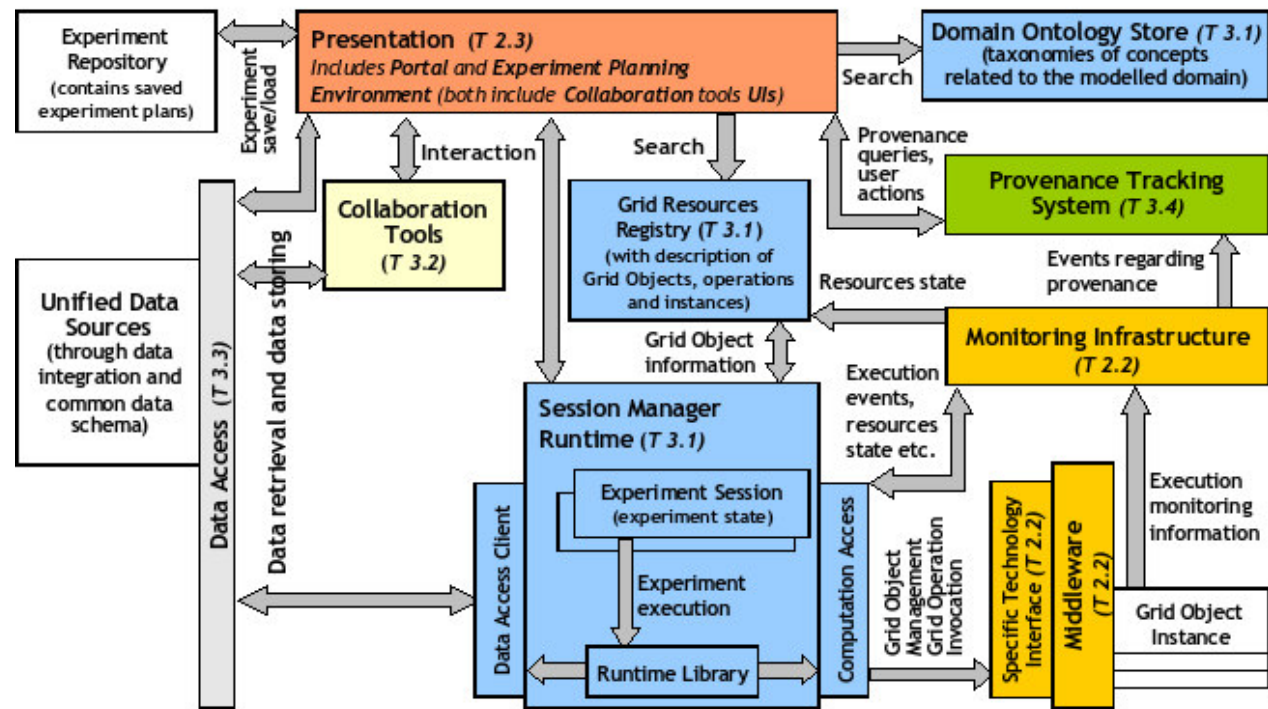 Experiment
Repository
(contains saved
experiment plans)
Experiment
save/load
Presentation (T 2.3)
Includes Portal and Experiment Planning
Environment (both include Collaboration tools UIs)
Search
Domain Ontology Store (T 3.1)
(taxonomies of concepts
related to the modelled domain)
Interaction
Search
Provenance
queries,
user
actions
Provenance Tracking
System (T 3.4)
Collaboration
Tools
(T 3.2)
Grid Resources
Registry (T 3.1)
(with description of
Grid Objects, operations
and instances)
Events regarding
provenance
Resources state
Unified Data
Sources
(through data
integration and
common data
schema)
Data Access (T 3.3)
Data retrieval and data storing
Grid Object
information
Monitoring Infrastructure
(T 2.2)
Execution
events,
resources
state etc.
Session Manager
Runtime (T 3.1)
Experiment Session
(experiment state)
Experiment
execution
Runtime Library
Data Access Client
Computation Access
Grid Object
Management
Grid Operation
Invocation
Specific Technology
Interface (T 2.2)
Middleware
(T 2.2)
Execution
monitoring
information
Grid Object
Instance